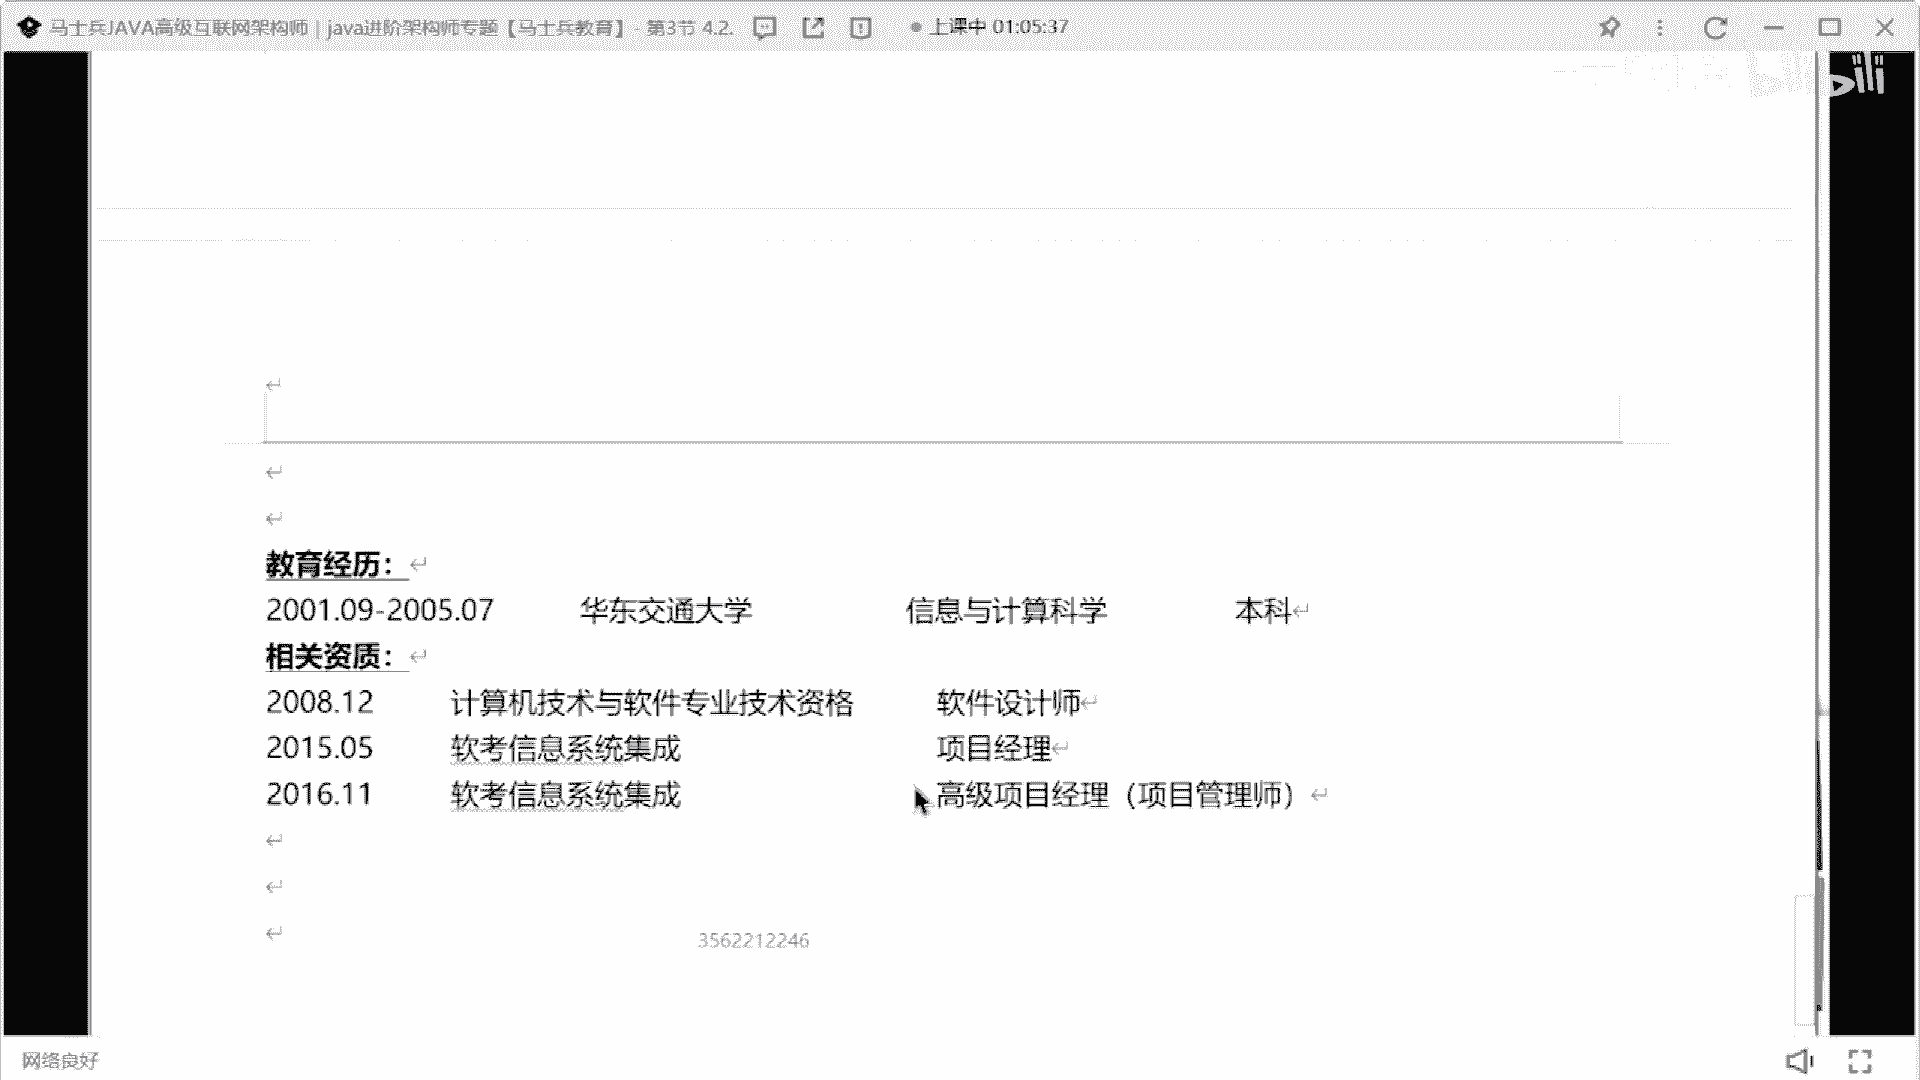 马士兵JAVA高级互联网架构师 | java进阶架构师专题【马士兵教育】 - 第3节 4.2. 上课中 01:05:37
教育经历：
2001.09-2005.07 华东交通大学 信息与计算科学 本科
相关资质：
2008.12 计算机技术与软件专业技术资格 软件设计师
2015.05 软考信息系统集成 项目经理
2016.11 软考信息系统集成 高级项目经理（项目管理师）
3562212246
网络良好